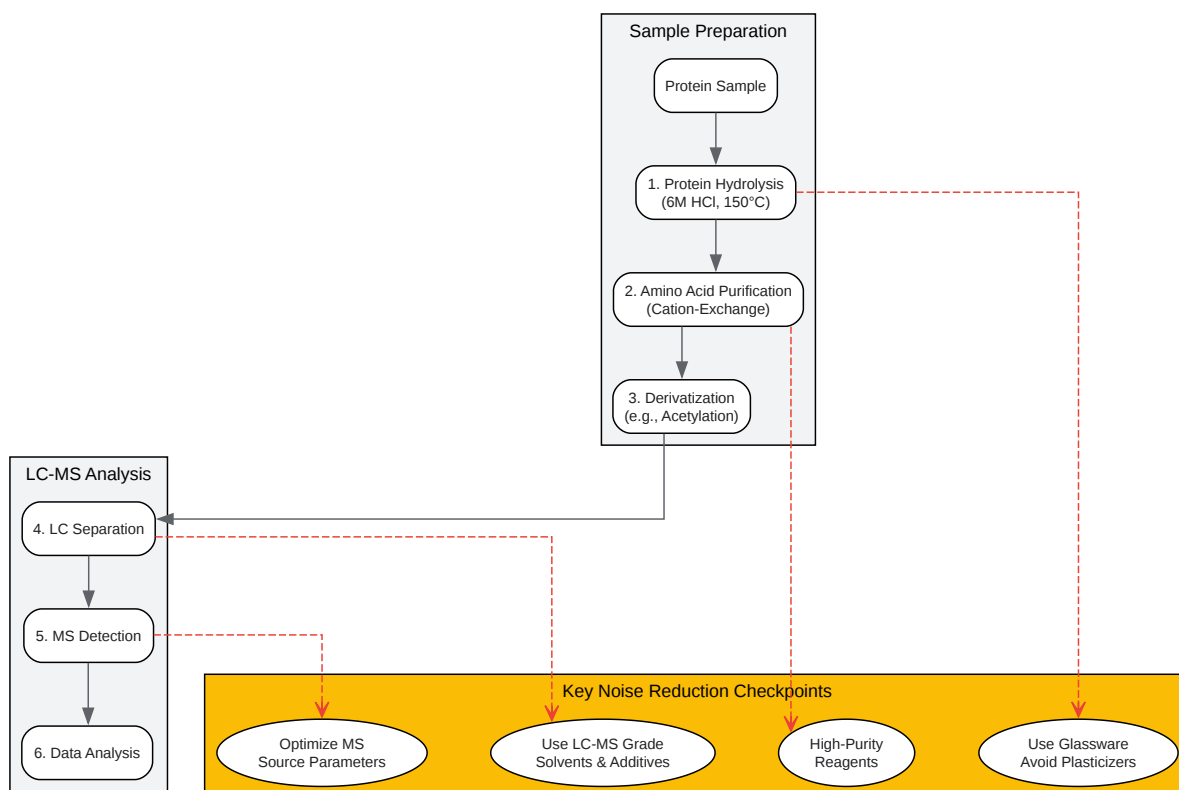 Sample Preparation
Protein Sample
1. Protein Hydrolysis
(6M HCl, 150°C)
2. Amino Acid Purification
(Cation-Exchange)
3. Derivatization
(e.g., Acetylation)
LC-MS Analysis
4. LC Separation
5. MS Detection
6. Data Analysis
Key Noise Reduction Checkpoints
Optimize MS
Source Parameters
Use LC-MS Grade
Solvents & Additives
High-Purity
Reagents
Use Glassware
Avoid Plasticizers